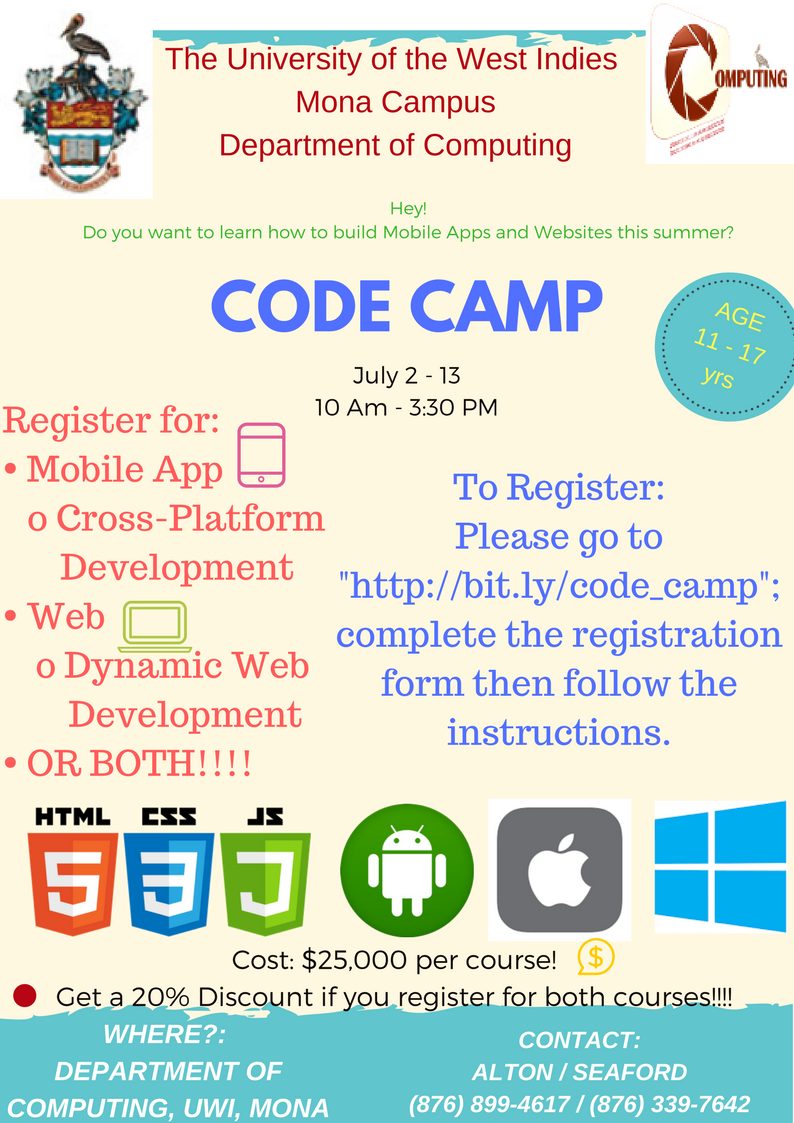 The University of the West Indies
Mona Campus
Department of Computing
COMPUTING
Hey!
Do you want to learn how to build Mobile Apps and Websites this summer?
CODE CAMP
AGE
11 - 17
yrs
July 2 - 13
10 Am - 3:30 PM
Register for:
• Mobile App
o Cross-Platform
Development
• Web
o Dynamic Web
Development
• OR BOTH!!!!
To Register:
Please go to
"http://bit.ly/code_camp";
complete the registration
form then follow the
instructions.
HTML CSS JS
5 3 J
Cost: $25,000 per course! $
Get a 20% Discount if you register for both courses!!!!
WHERE?:
DEPARTMENT OF
COMPUTING, UWI, MONA
CONTACT:
ALTON / SEAFORD
(876) 899-4617 / (876) 339-7642